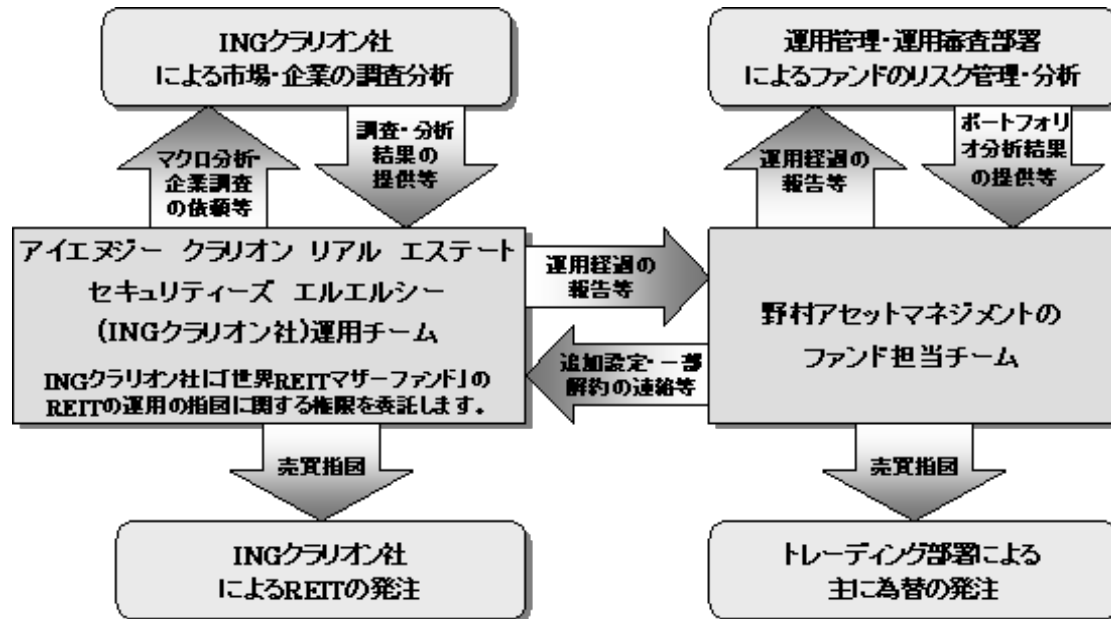 INGクラリオン社
による市場・企業の調査分析
運用管理・運用審査部署
によるファンドのリスク管理・分析
マクロ分析・
企業調査
の依頼等
調査・分析
結果の
提供等
運用経過の
報告等
ポートフォリ
オ分析結果
の提供等
アイエヌジー クラリオン リアル エステート
セキュリティーズ エルエルシー
(INGクラリオン社)運用チーム
INGクラリオン社に「世界REITマザーファンド」の
REITの運用の指図に関する権限を委託します。
運用経過の
報告等
追加設定・一部
解約の連絡等
野村アセットマネジメントの
ファンド担当チーム
売買指図
売買指図
INGクラリオン社
によるREITの発注
トレーディング部署による
主に為替の発注